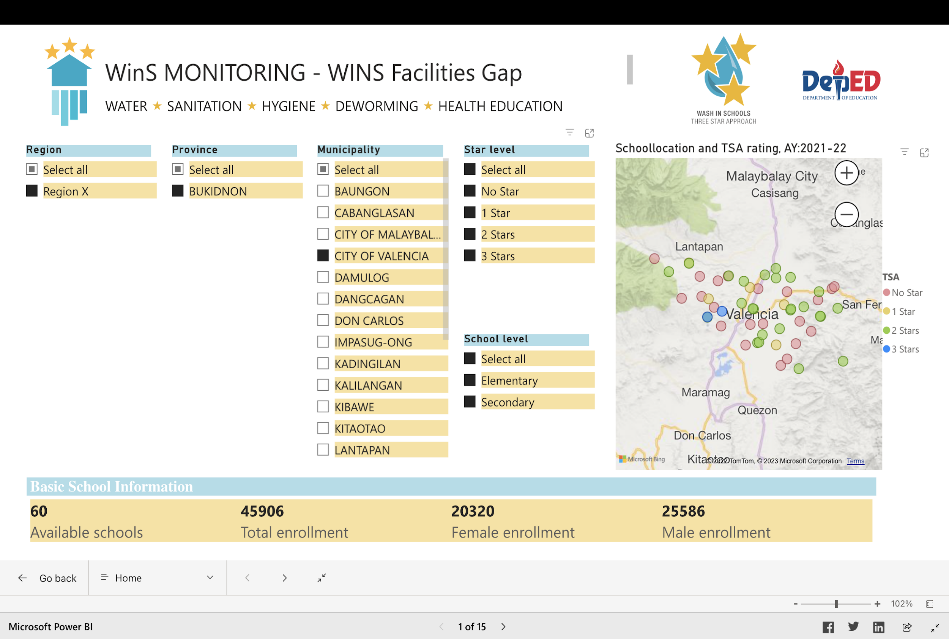 WinS MONITORING - WINS Facilities Gap
WATER ★ SANITATION ★ HYGIENE ★ DEWORMING ★ HEALTH EDUCATION
WASH IN SCHOOLS
THREE STAR APPROACH
DepED
DEPARTMENT OF EDUCATION
Region
Select all
Region X
Province
Select all
BUKIDNON
Municipality
Select all
BAUNGON
CABANGLASAN
CITY OF MALAYBAL...
CITY OF VALENCIA
DAMULOG
DANGCAGAN
DON CARLOS
IMPASUG-ONG
KADINGILAN
KALILANGAN
KIBAWE
KITAOTAO
LANTAPAN
Star level
Select all
No Star
1 Star
2 Stars
3 Stars
School level
Select all
Elementary
Secondary
Schoollocation and TSA rating, AY:2021-22
Malaybalay City
Casisang
Lantapan
Valencia
San Fer
Maramag
Quezon
Don Carlos
Kitaotao
Microsoft Bing
TomTom, © 2023 Microsoft Corporation Terms
TSA
No Star
1 Star
2 Stars
3 Stars
Basic School Information
60
Available schools
45906
Total enrollment
20320
Female enrollment
25586
Male enrollment
Go back
Home
102%
Microsoft Power BI
1 of 15